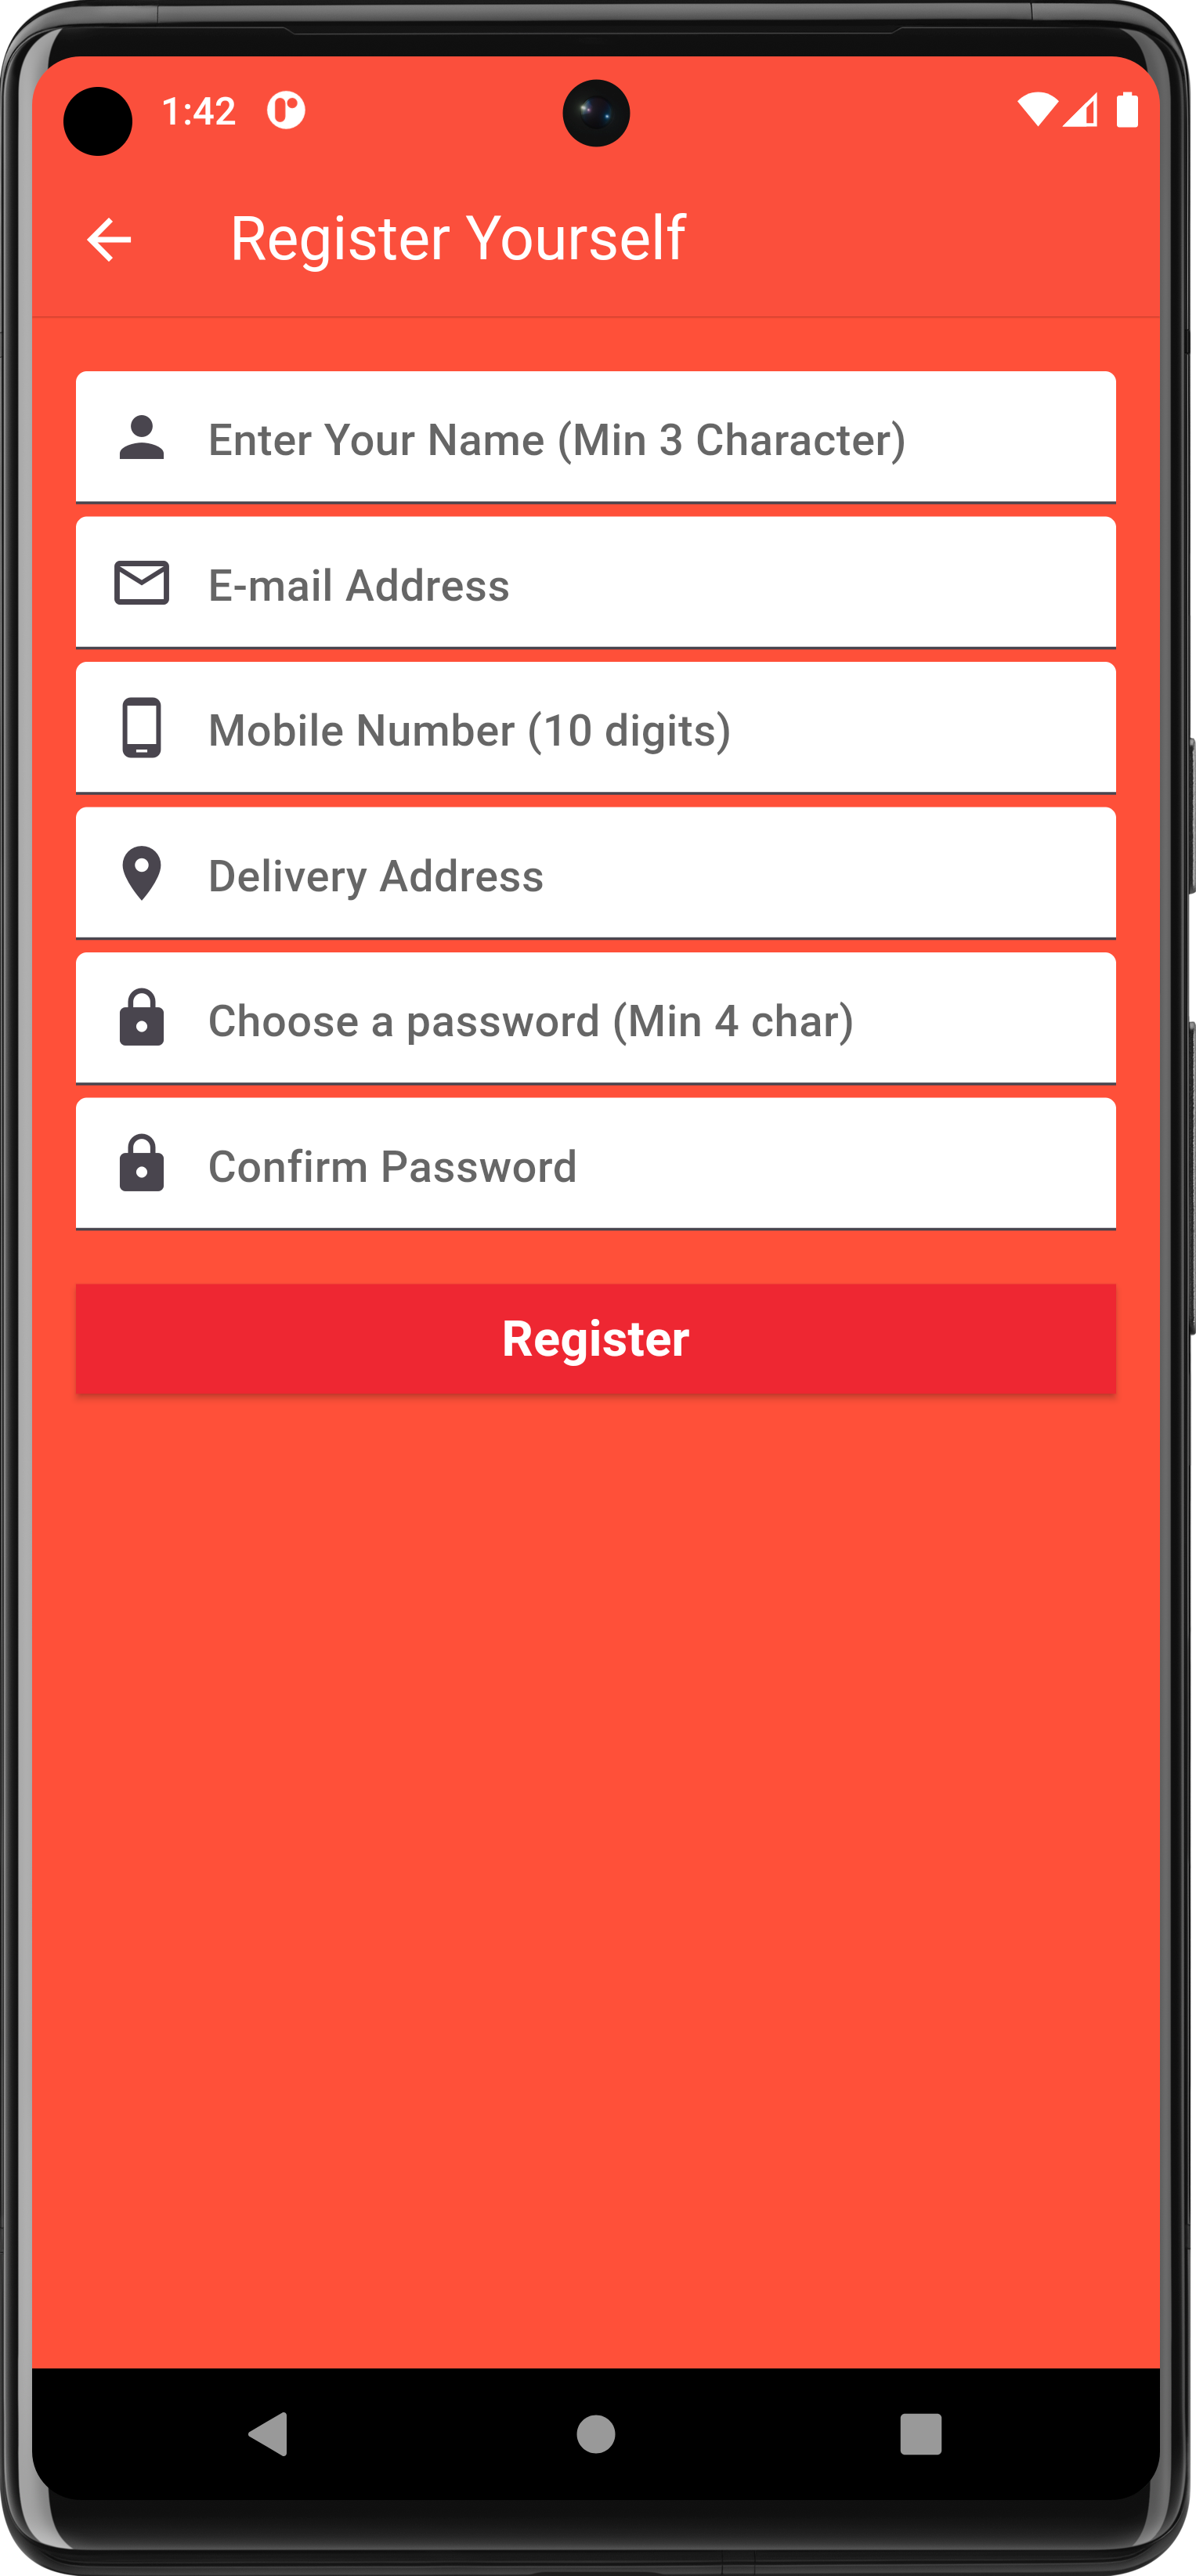 1:42
Register Yourself
Enter Your Name (Min 3 Character)
E-mail Address
Mobile Number (10 digits)
Delivery Address
Choose a password (Min 4 char)
Confirm Password
Register